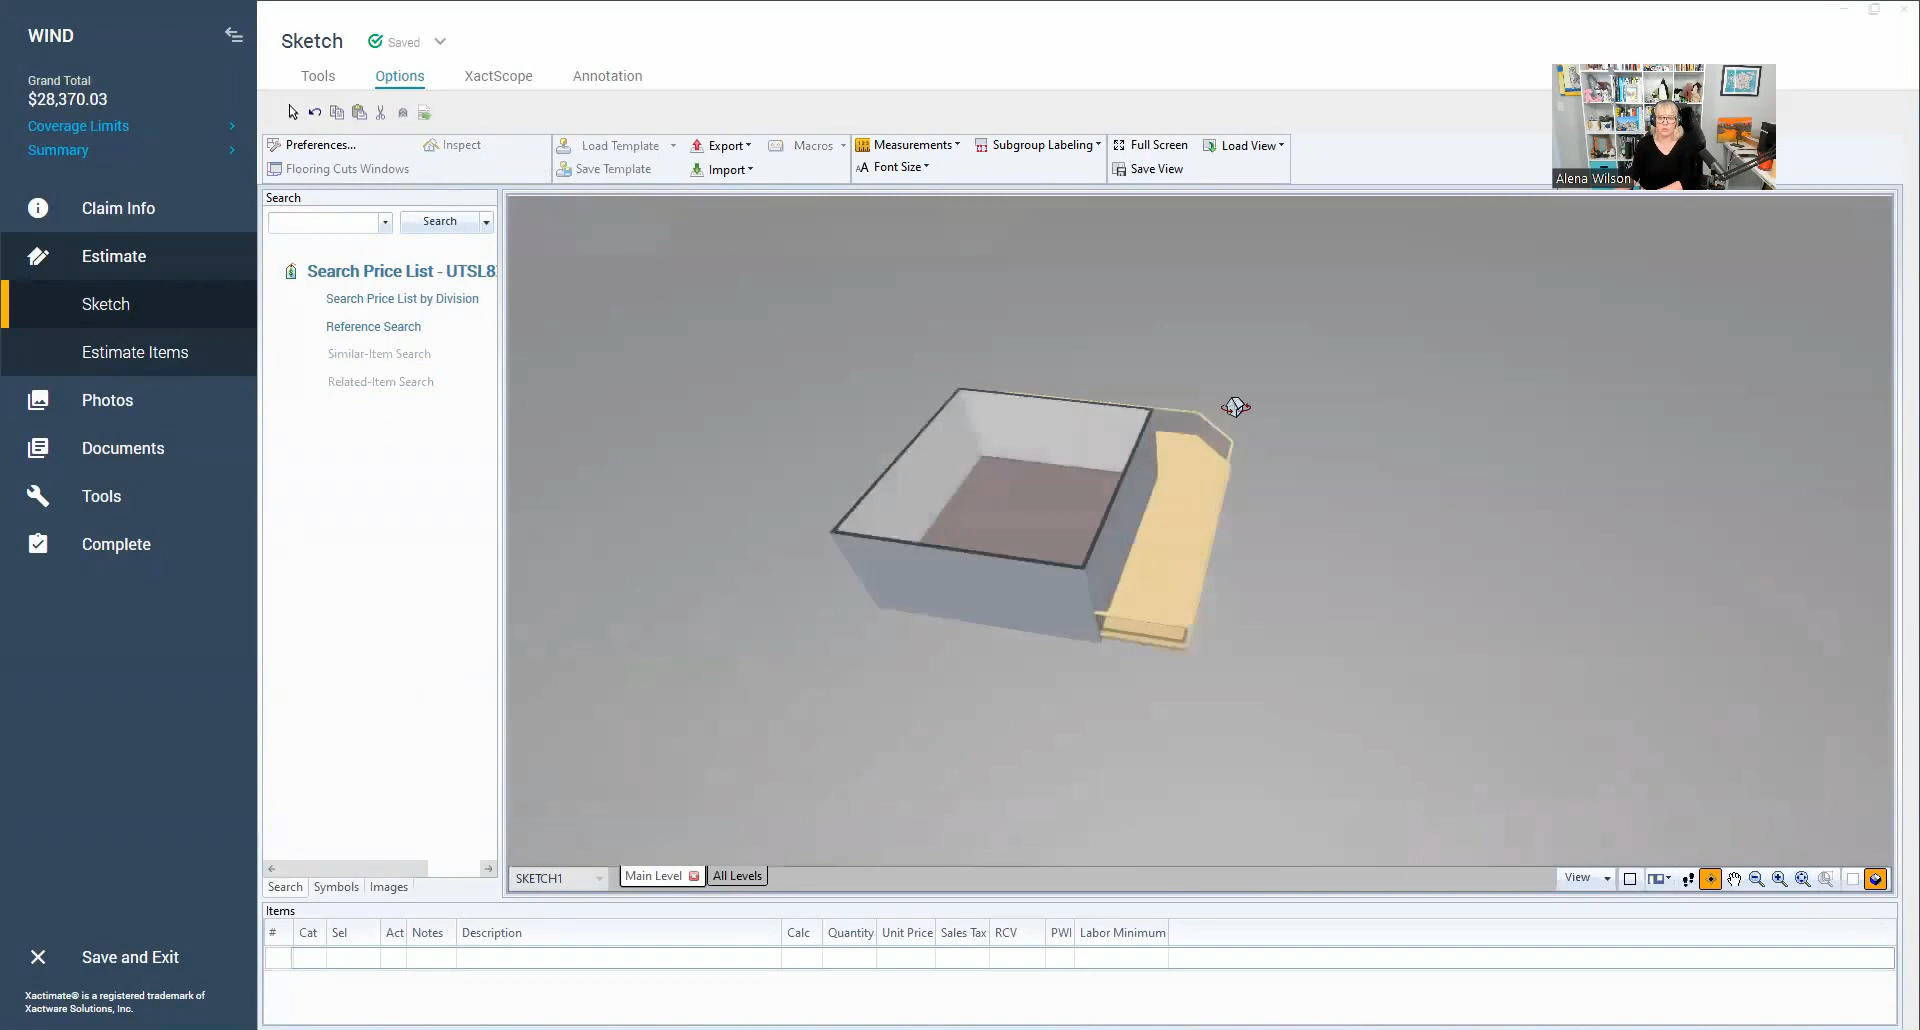 WIND
Grand Total
$28,370.03
Coverage Limits
Summary
Claim Info
Estimate
Sketch
Estimate Items
Photos
Documents
Tools
Complete
Save and Exit
Xactimate® is a registered trademark of
Xactware Solutions, Inc.
Sketch Saved
Tools Options XactScope Annotation
Preferences... Inspect Load Template Export Macros Measurements Subgroup Labeling Full Screen Load View
Flooring Cuts Windows Save Template Import AA Font Size Save View
Alena Wilson
Search
Search
Search Price List - UTSL8
Search Price List by Division
Reference Search
Similar-Item Search
Related-Item Search
Search Symbols Images
SKETCH1 Main Level All Levels View
Items
# Cat Sel Act Notes Description Calc Quantity Unit Price Sales Tax RCV PWI Labor Minimum